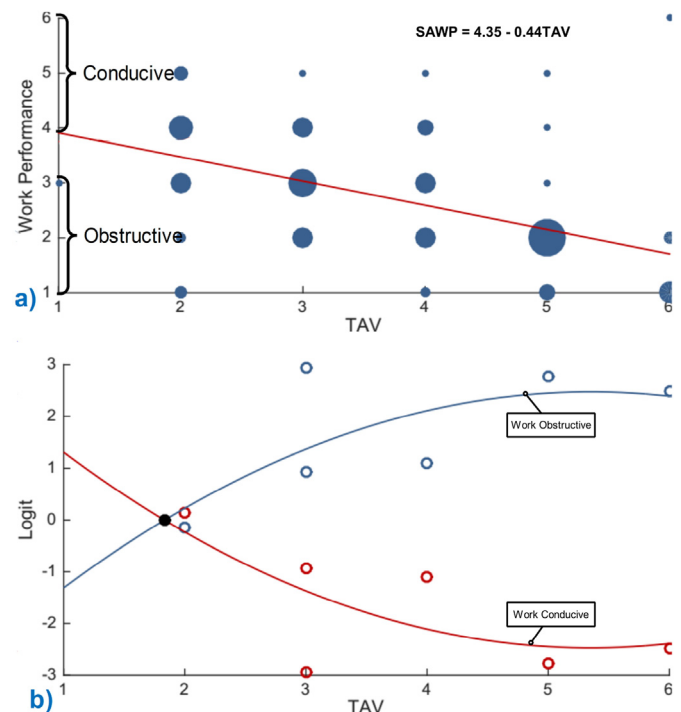 6
SAWP = 4.35 - 0.44TAV
5
Conducive
4
Work Performance
3
Obstructive
2
1
a)
1 2 3 4 5 6
TAV
3
2
Work Obstructive
1
Logit
0
-1
-2
Work Conducive
-3
b)
1 2 3 4 5 6
TAV